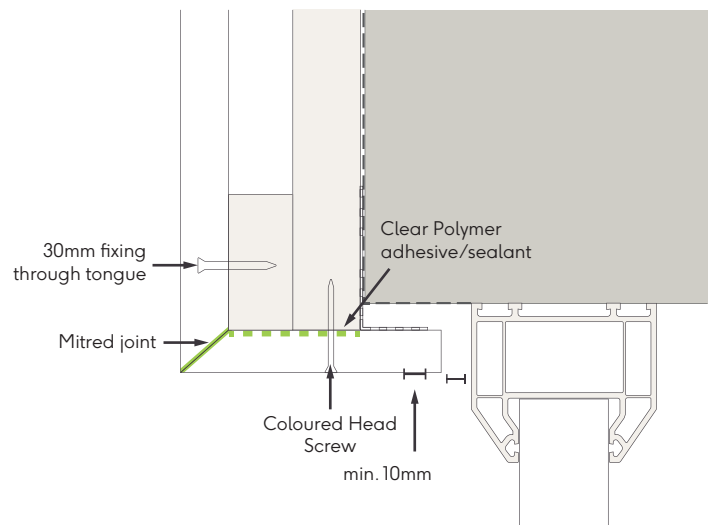 Clear Polymer
adhesive/sealant
30mm fixing
through tongue
Mitred joint
Coloured Head
Screw
min. 10mm